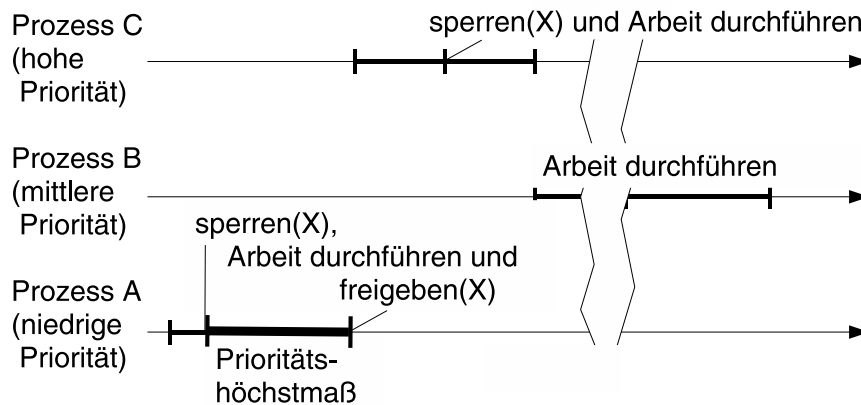 Prozess C
(hohe
Priorität)
sperren(X) und Arbeit durchführen
Prozess B
(mittlere
Priorität)
Arbeit durchführen
sperren(X),
Arbeit durchführen und
freigeben(X)
Prozess A
(niedrige
Priorität)
Prioritäts-
höchstmaß